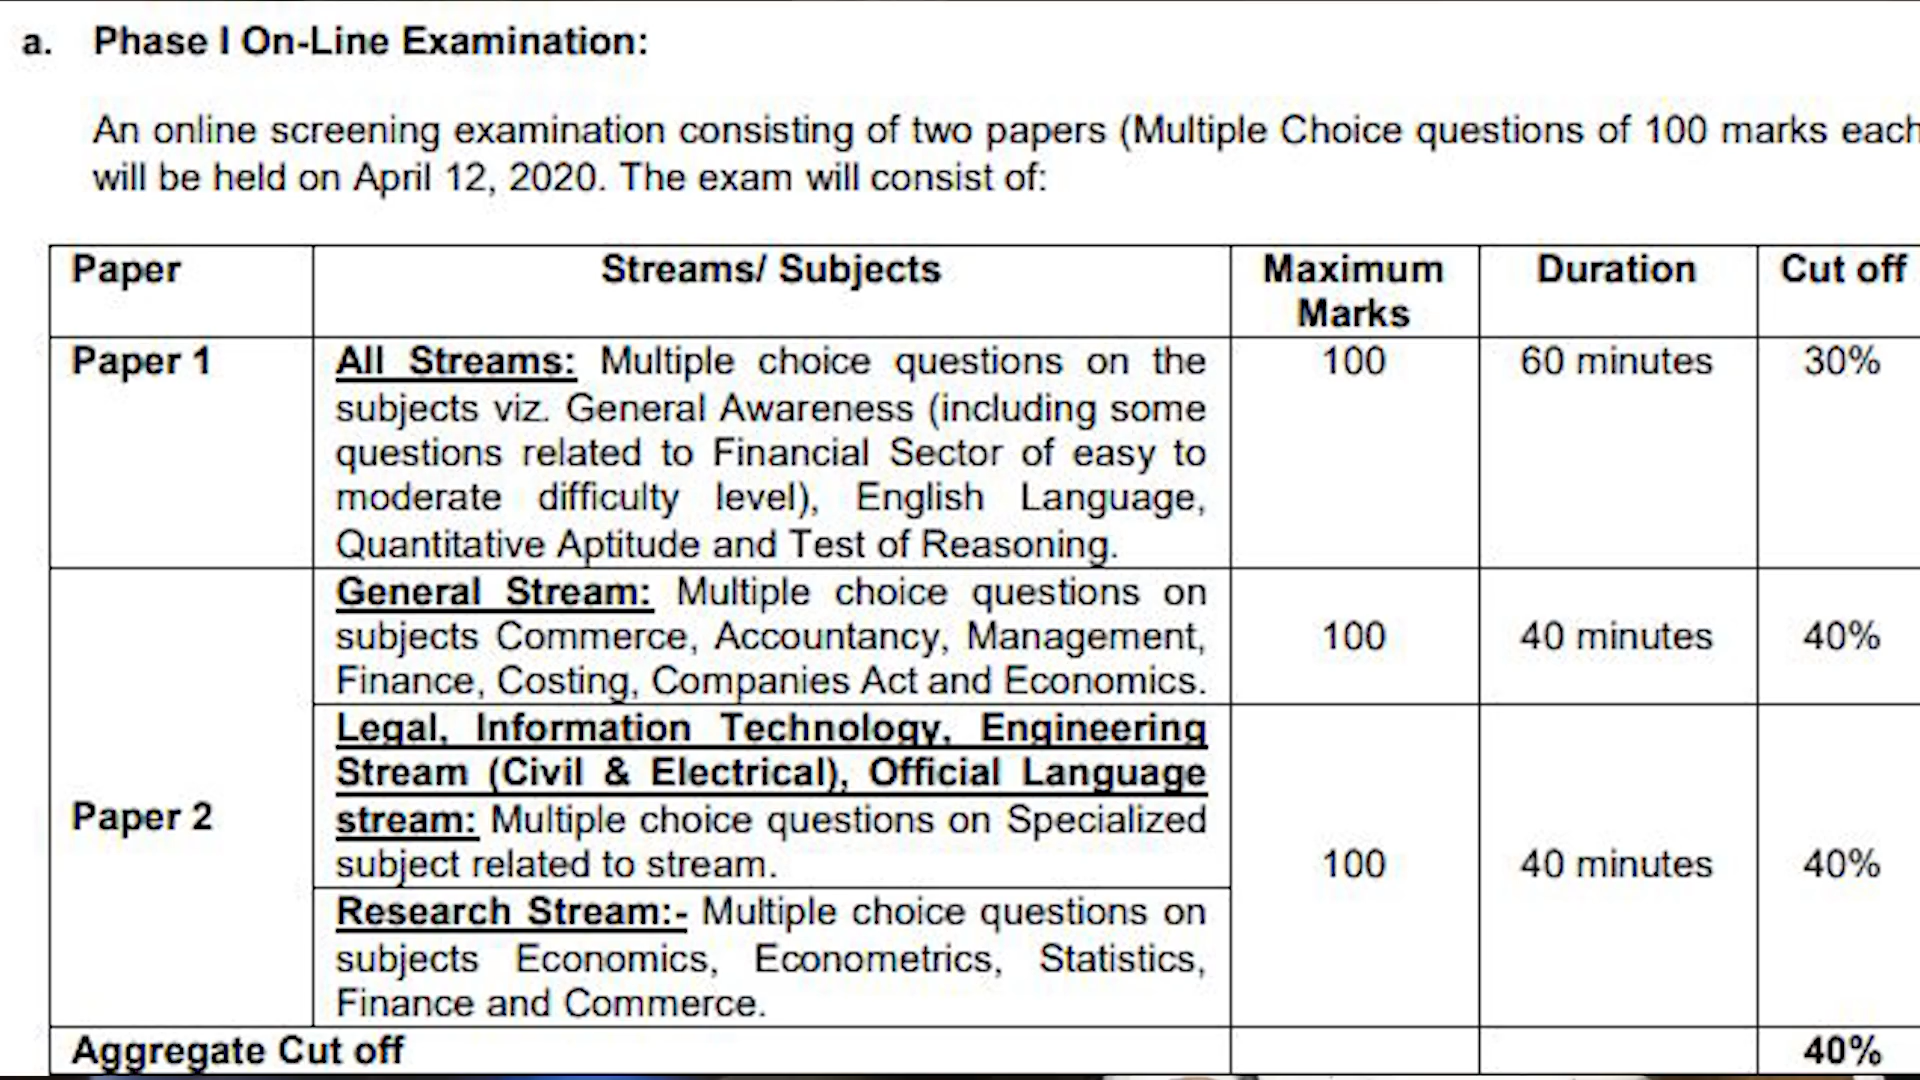 a. Phase I On-Line Examination:
An online screening examination consisting of two papers (Multiple Choice questions of 100 marks each
will be held on April 12, 2020. The exam will consist of:
Paper Streams/ Subjects Maximum Marks Duration Cut off
Paper 1
All Streams: Multiple choice questions on the
subjects viz. General Awareness (including some
questions related to Financial Sector of easy to
moderate difficulty level), English Language,
Quantitative Aptitude and Test of Reasoning.
100 60 minutes 30%
Paper 2
General Stream: Multiple choice questions on
subjects Commerce, Accountancy, Management,
Finance, Costing, Companies Act and Economics.
100 40 minutes 40%
Legal, Information Technology, Engineering
Stream (Civil & Electrical), Official Language
stream: Multiple choice questions on Specialized
subject related to stream.
100 40 minutes 40%
Research Stream:- Multiple choice questions on
subjects Economics, Econometrics, Statistics,
Finance and Commerce.
Aggregate Cut off 40%